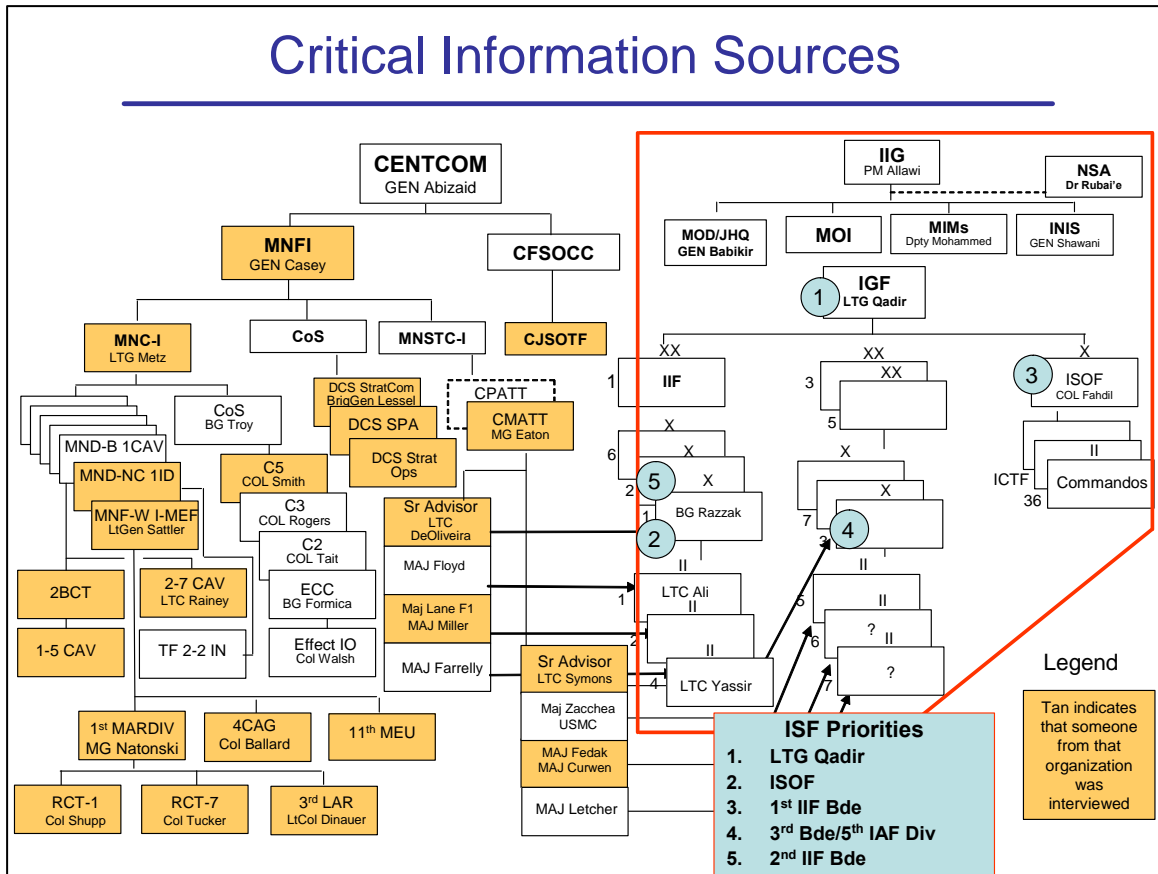 Critical Information Sources
CENTCOM
GEN Abizaid
MNFI
GEN Casey
CFSOCC
MNC-I
LTG Metz
CoS
MNSTC-I
CJSOTF
CoS
BG Troy
DCS StratCom
BrigGen Lessel
DCS SPA
DCS Strat
Ops
CPATT
CMATT
MG Eaton
MND-B 1CAV
MND-NC 1ID
MNF-W I-MEF
LtGen Sattler
C5
COL Smith
C3
COL Rogers
C2
COL Tait
ECC
BG Formica
Effect IO
Col Walsh
2BCT
2-7 CAV
LTC Rainey
1-5 CAV
TF 2-2 IN
1st MARDIV
MG Natonski
4CAG
Col Ballard
11th MEU
RCT-1
Col Shupp
RCT-7
Col Tucker
3rd LAR
LtCol Dinauer
Sr Advisor
LTC
DeOliveira
MAJ Floyd
Maj Lane F1
MAJ Miller
MAJ Farrelly
Sr Advisor
LTC Symons
Maj Zacchea
USMC
MAJ Fedak
MAJ Curwen
MAJ Letcher
IIG
PM Allawi
NSA
Dr Rubai'e
MOD/JHQ
GEN Babikir
MOI
MIMs
Dpty Mohammed
INIS
GEN Shawani
1
IGF
LTG Qadir
XX
1
IIF
XX
3
XX
5
X
3
ISOF
COL Fahdil
X
6
2
5
X
1
BG Razzak
2
II
1
LTC Ali
II
2
II
4
LTC Yassir
X
7
X
3
4
II
5
II
6
?
II
7
?
ICTF
II
36
Commandos
ISF Priorities
1. LTG Qadir
2. ISOF
3. 1st IIF Bde
4. 3rd Bde/5th IAF Div
5. 2nd IIF Bde
Legend
Tan indicates
that someone
from that
organization
was
interviewed